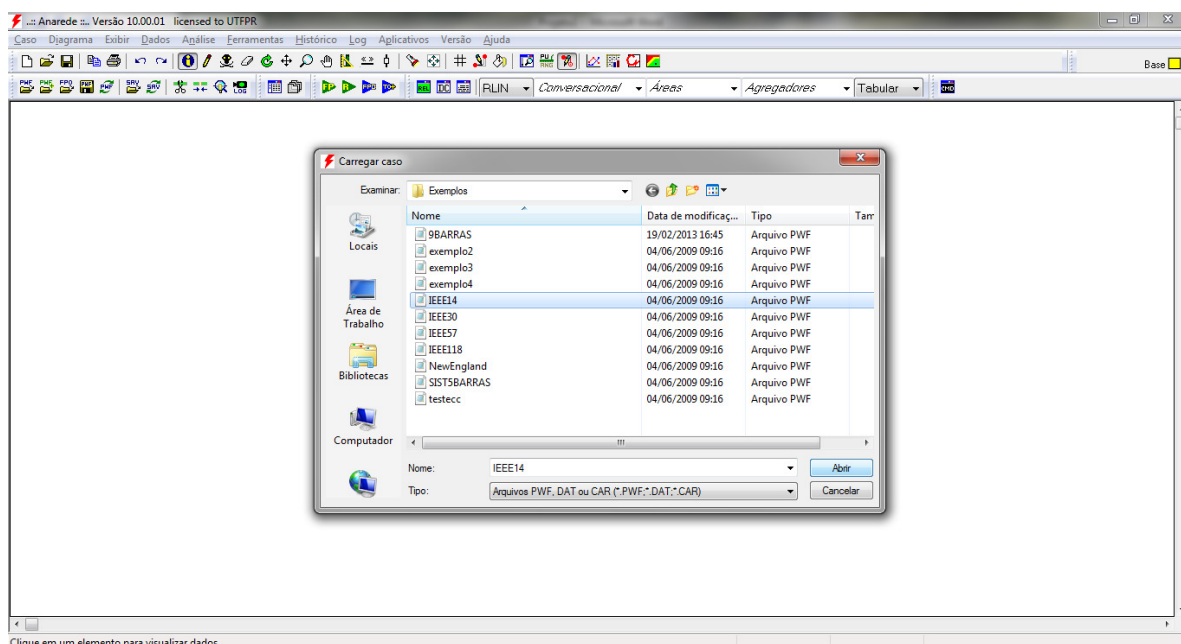 ..:: Anarede ::.. Versão 10.00.01 licensed to UTFPR
Caso Diagrama Exibir Dados Análise Ferramentas Histórico Log Aplicativos Versão Ajuda
Base
RLIN Conversacional Áreas Agregadores Tabular CMD
Carregar caso
Examinar: Exemplos
Nome Data de modificaç... Tipo Tam
9BARRAS 19/02/2013 16:45 Arquivo PWF
exemplo2 04/06/2009 09:16 Arquivo PWF
exemplo3 04/06/2009 09:16 Arquivo PWF
exemplo4 04/06/2009 09:16 Arquivo PWF
IEEE14 04/06/2009 09:16 Arquivo PWF
IEEE30 04/06/2009 09:16 Arquivo PWF
IEEE57 04/06/2009 09:16 Arquivo PWF
IEEE118 04/06/2009 09:16 Arquivo PWF
NewEngland 04/06/2009 09:16 Arquivo PWF
SIST5BARRAS 04/06/2009 09:16 Arquivo PWF
testecc 04/06/2009 09:16 Arquivo PWF
Locais
Área de
Trabalho
Bibliotecas
Computador
Nome: IEEE14 Abrir
Tipo: Arquivos PWF, DAT ou CAR (*.PWF;*.DAT;*.CAR) Cancelar
Clique em um elemento para visualizar dados